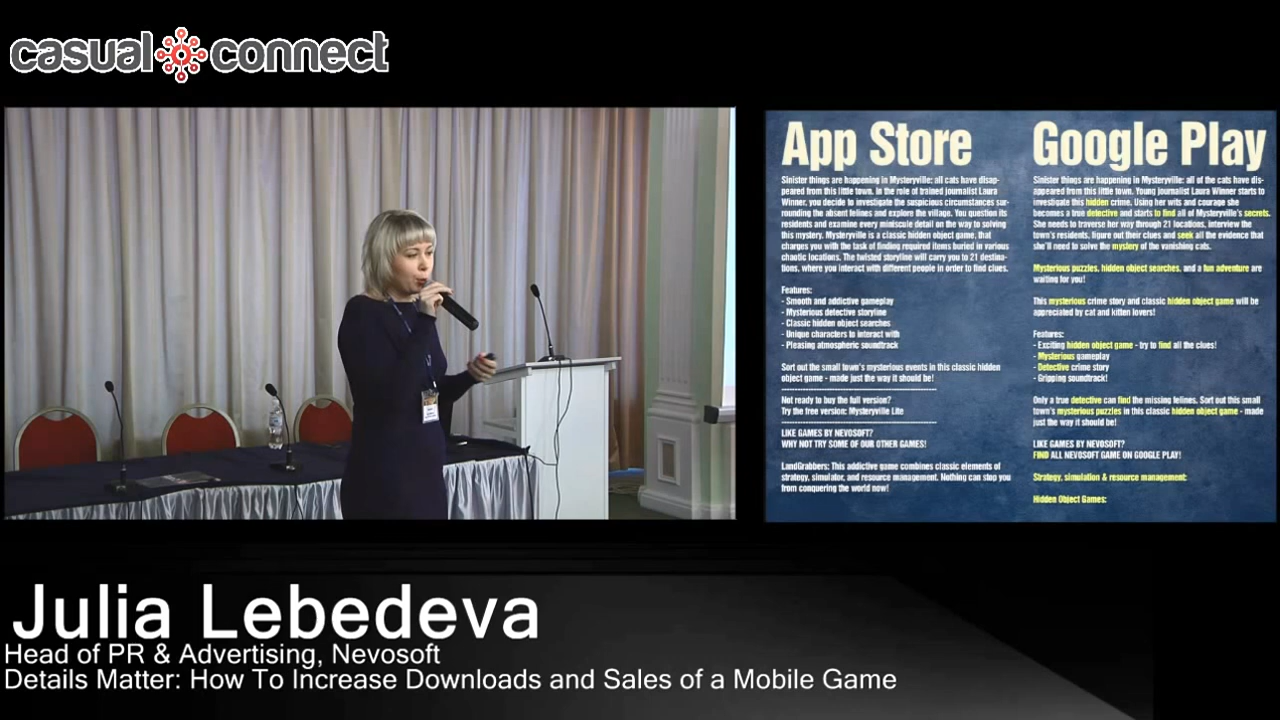 casual connect
App Store
Sinister things are happening in Mysteryville: all cats have disap-
peared from this little town. In the role of trained journalist Laura
Winner, you decide to investigate the suspicious circumstances sur-
rounding the absent felines and explore the village. You question its
residents and examine every miniscule detail on the way to solving
this mystery. Mysteryville is a classic hidden object game, that
charges you with the task of finding required items buried in various
chaotic locations. The twisted storyline will carry you to 21 destina-
tions, where you interact with different people in order to find clues.
Features:
- Smooth and addictive gameplay
- Mysterious detective storyline
- Classic hidden object searches
- Unique characters to interact with
- Pleasing atmospheric soundtrack
Sort out the small town's mysterious events in this classic hidden
object game - made just the way it should be!
Not ready to buy the full version?
Try the free version: Mysteryville Lite
LIKE GAMES BY NEVOSOFT?
WHY NOT TRY SOME OF OUR OTHER GAMES!
LandGrabbers: This addictive game combines classic elements of
strategy, simulator, and resource management. Nothing can stop you
from conquering the world now!
Google Play
Sinister things are happening in Mysteryville: all of the cats have dis-
appeared from this little town. Young journalist Laura Winner starts to
investigate this hidden crime. Using her wits and courage she
becomes a true detective and starts to find all of Mysteryville's secrets.
She needs to traverse her way through 21 locations, interview the
town's residents, figure out their clues and seek all the evidence that
she'll need to solve the mystery of the vanishing cats.
Mysterious puzzles, hidden object searches, and a fun adventure are
waiting for you!
This mysterious crime story and classic hidden object game will be
appreciated by cat and kitten lovers!
Features:
- Exciting hidden object game - try to find all the clues!
- Mysterious gameplay
- Detective crime story
- Gripping soundtrack!
Only a true detective can find the missing felines. Sort out this small
town's mysterious puzzles in this classic hidden object game - made
just the way it should be!
LIKE GAMES BY NEVOSOFT?
FIND ALL NEVOSOFT GAME ON GOOGLE PLAY!
Strategy, simulation & resource management:
Hidden Object Games:
Julia Lebedeva
Head of PR & Advertising, Nevosoft
Details Matter: How To Increase Downloads and Sales of a Mobile Game